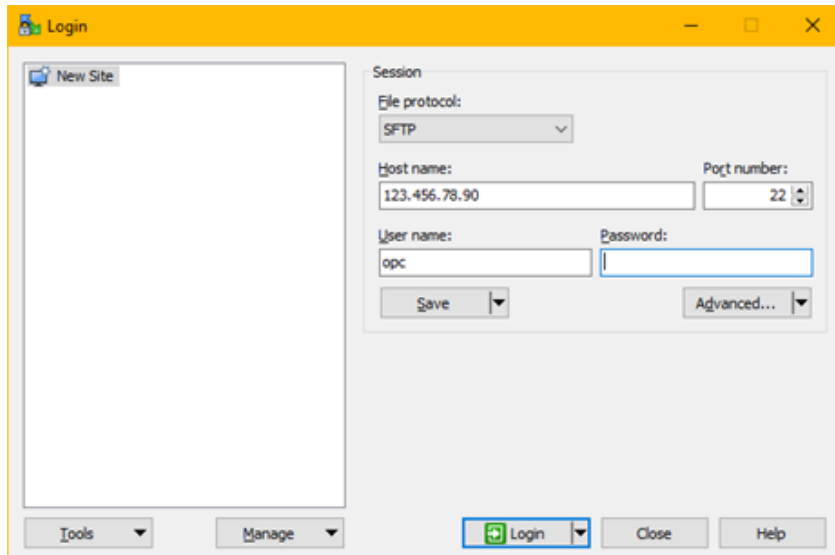 Login
New Site
Session
File protocol:
SFTP
Host name:
Port number:
123.456.78.90
22
User name:
Password:
opc
Save
Advanced...
Tools
Manage
Login
Close
Help